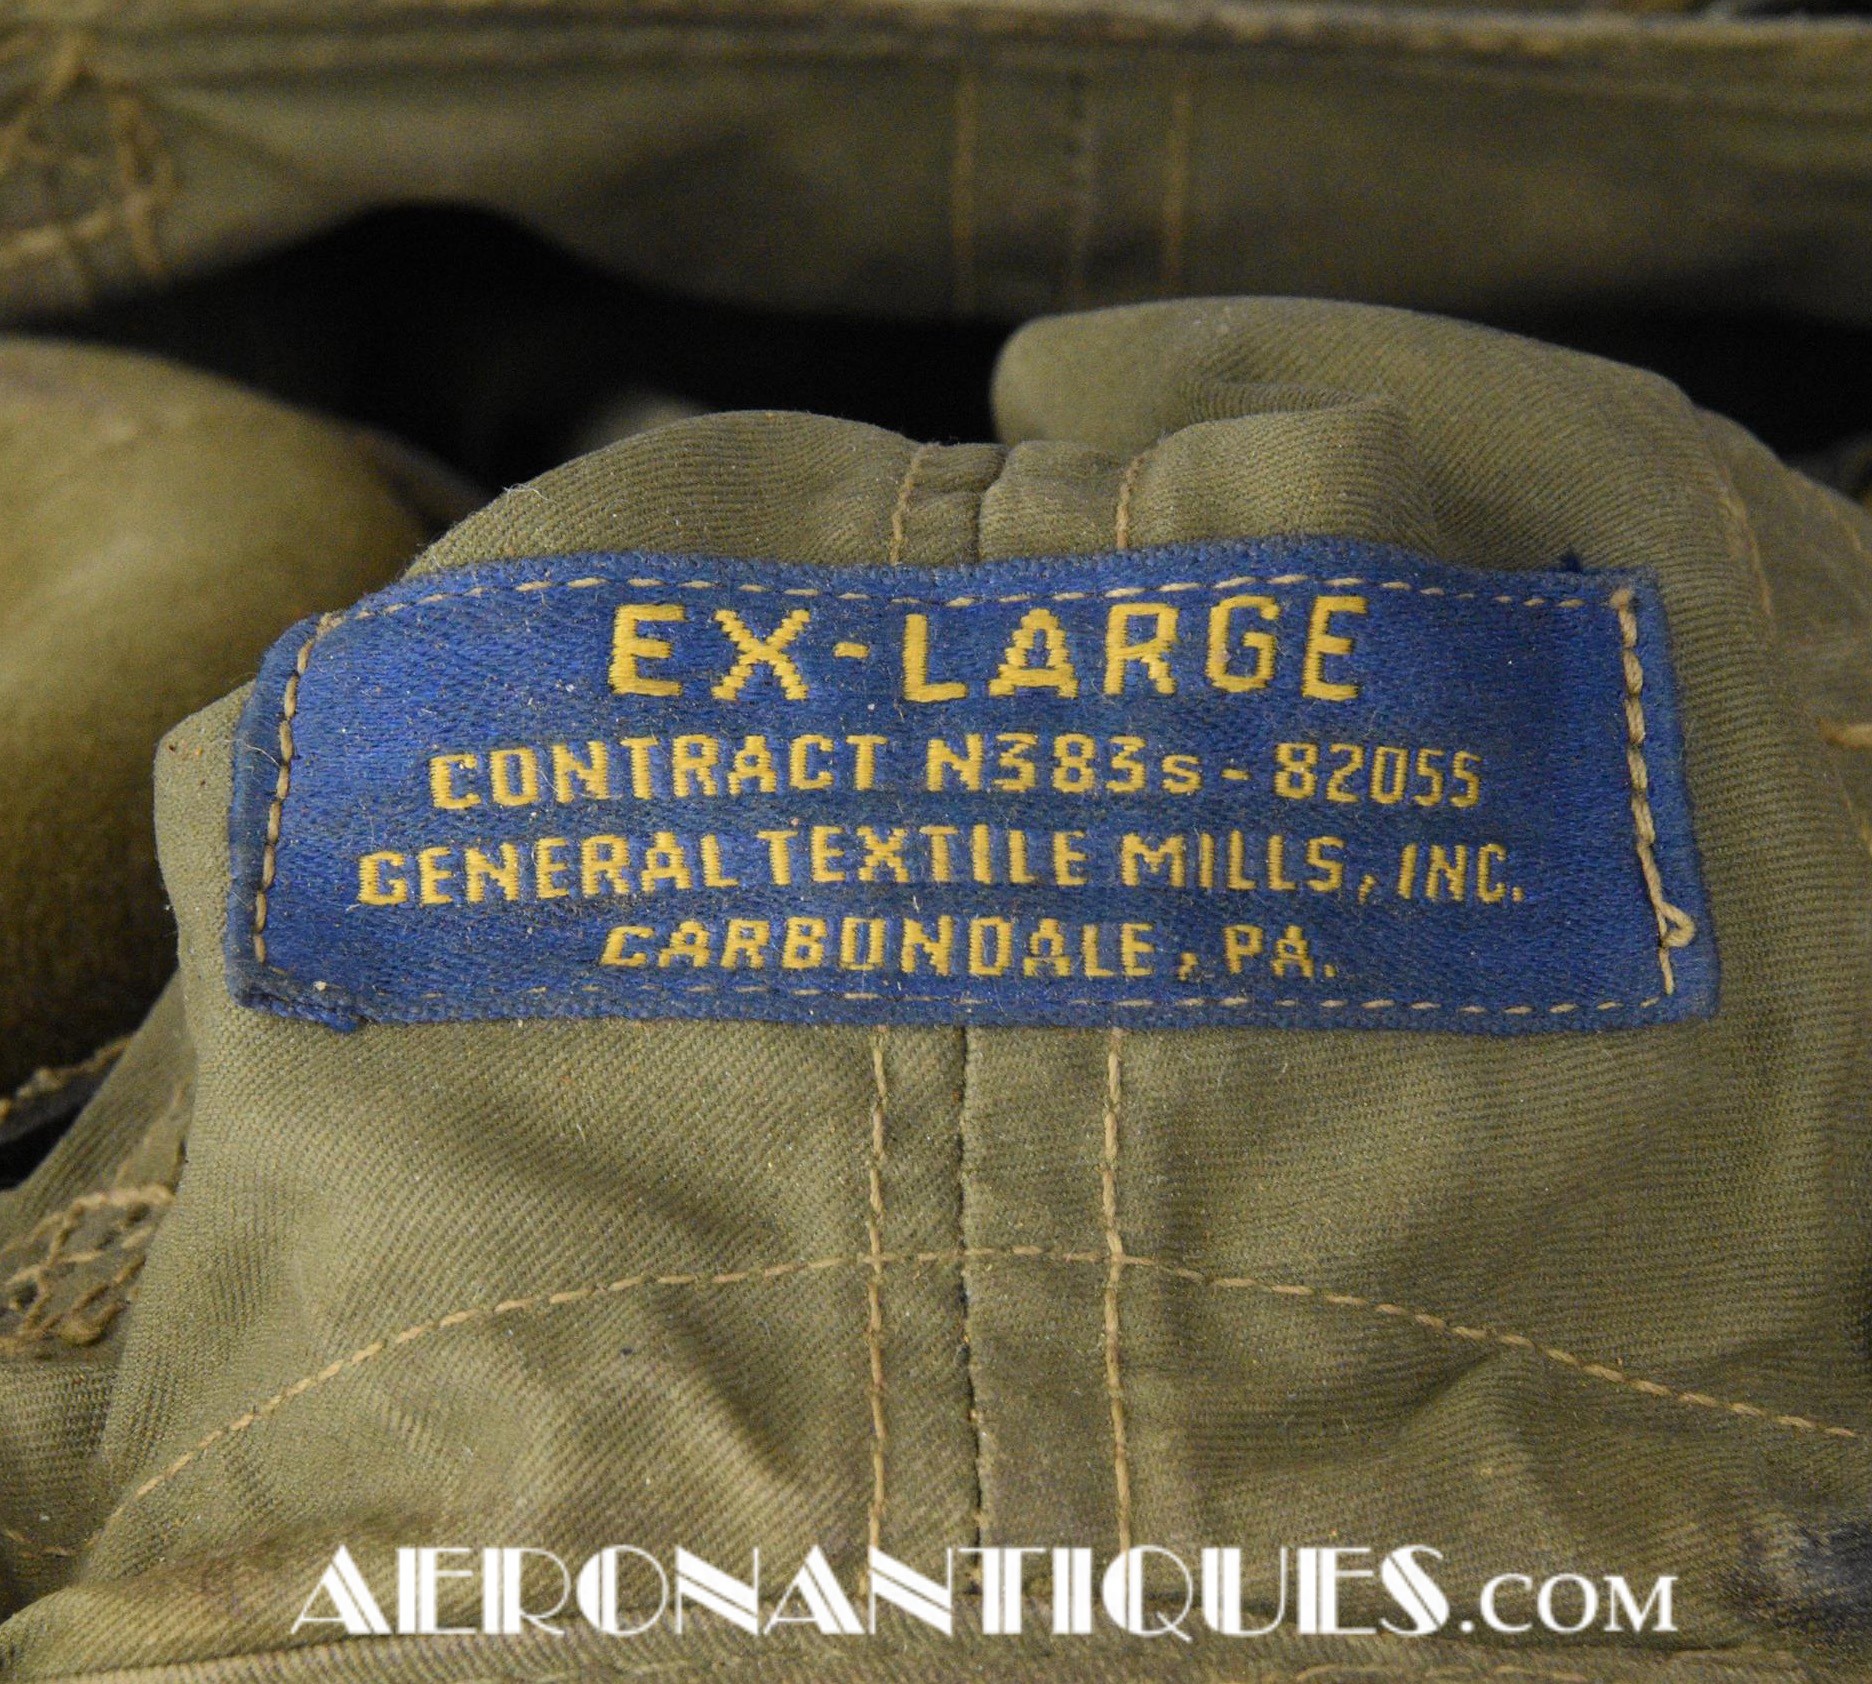 EX-LARGE
CONTRACT N383s-82055
GENERAL TEXTILE MILLS, INC.
CARBONDALE, PA.
AERONANTIQUES.COM